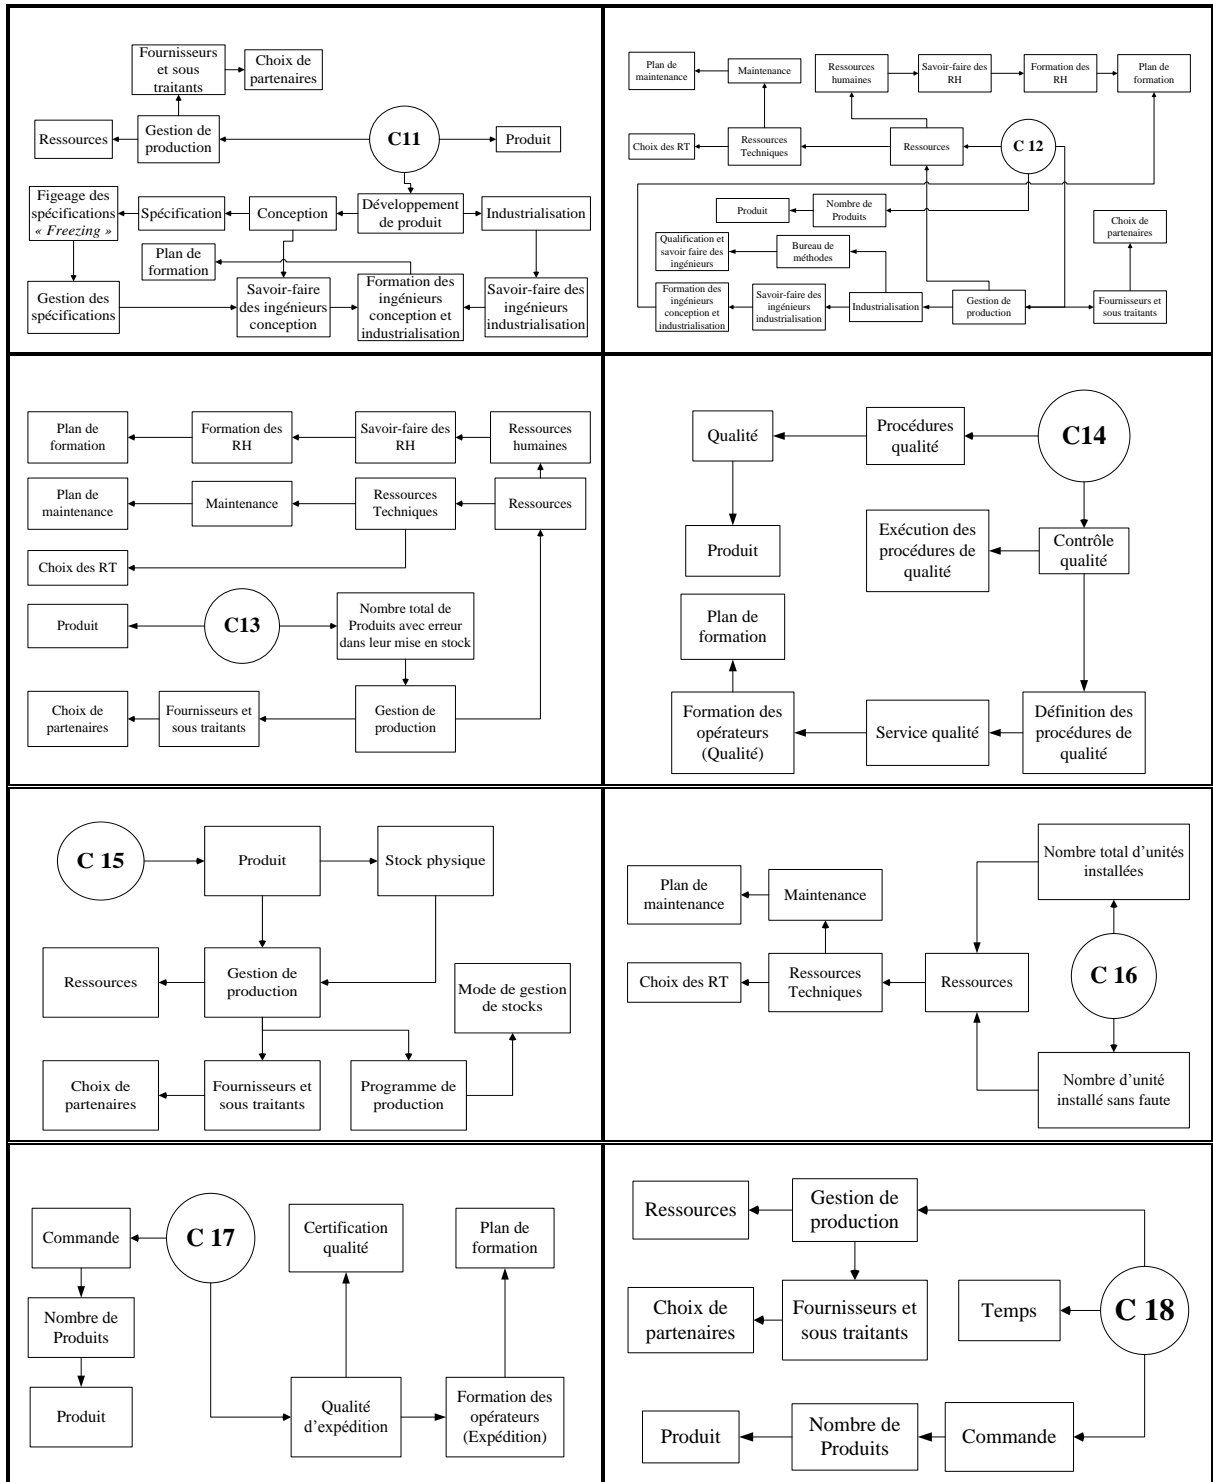 Fournisseurs
et sous
traitants
Choix de
partenaires
Ressources
Gestion de
production
C11
Produit
Figeage des
spécifications
« Freezing »
Spécification
Conception
Développement
de produit
Industrialisation
Plan de
formation
Gestion des
spécifications
Savoir-faire
des ingénieurs
conception
Formation des
ingénieurs
conception et
industrialisation
Savoir-faire des
ingénieurs
industrialisation
Plan de
maintenance
Maintenance
Ressources
humaines
Savoir-faire des
RH
Formation des
RH
Plan de
formation
Choix des RT
Ressources
Techniques
Ressources
C 12
Produit
Nombre de
Produits
Choix de
partenaires
Qualification et
savoir faire des
ingénieurs
Bureau de
méthodes
Formation des
ingénieurs
conception et
industrialisation
Savoir-faire des
ingénieurs
industrialisation
Industrialisation
Gestion de
production
Fournisseurs et
sous traitants
Plan de
formation
Formation des
RH
Savoir-faire des
RH
Ressources
humaines
Plan de
maintenance
Maintenance
Ressources
Techniques
Ressources
Choix des RT
Produit
C13
Nombre total de
Produits avec erreur
dans leur mise en stock
Choix de
partenaires
Fournisseurs et
sous traitants
Gestion de
production
Qualité
Procédures
qualité
C14
Produit
Exécution des
procédures de
qualité
Contrôle
qualité
Plan de
formation
Formation des
opérateurs
(Qualité)
Service qualité
Définition des
procédures de
qualité
C 15
Produit
Stock physique
Ressources
Gestion de
production
Mode de gestion
de stocks
Choix de
partenaires
Fournisseurs et
sous traitants
Programme de
production
Nombre total d’unités
installées
Plan de
maintenance
Maintenance
Choix des RT
Ressources
Techniques
Ressources
C 16
Nombre d’unité
installé sans faute
Commande
C 17
Certification
qualité
Plan de
formation
Nombre de
Produits
Produit
Qualité
d’expédition
Formation des
opérateurs
(Expédition)
Ressources
Gestion de
production
Choix de
partenaires
Fournisseurs et
sous traitants
Temps
C 18
Produit
Nombre de
Produits
Commande